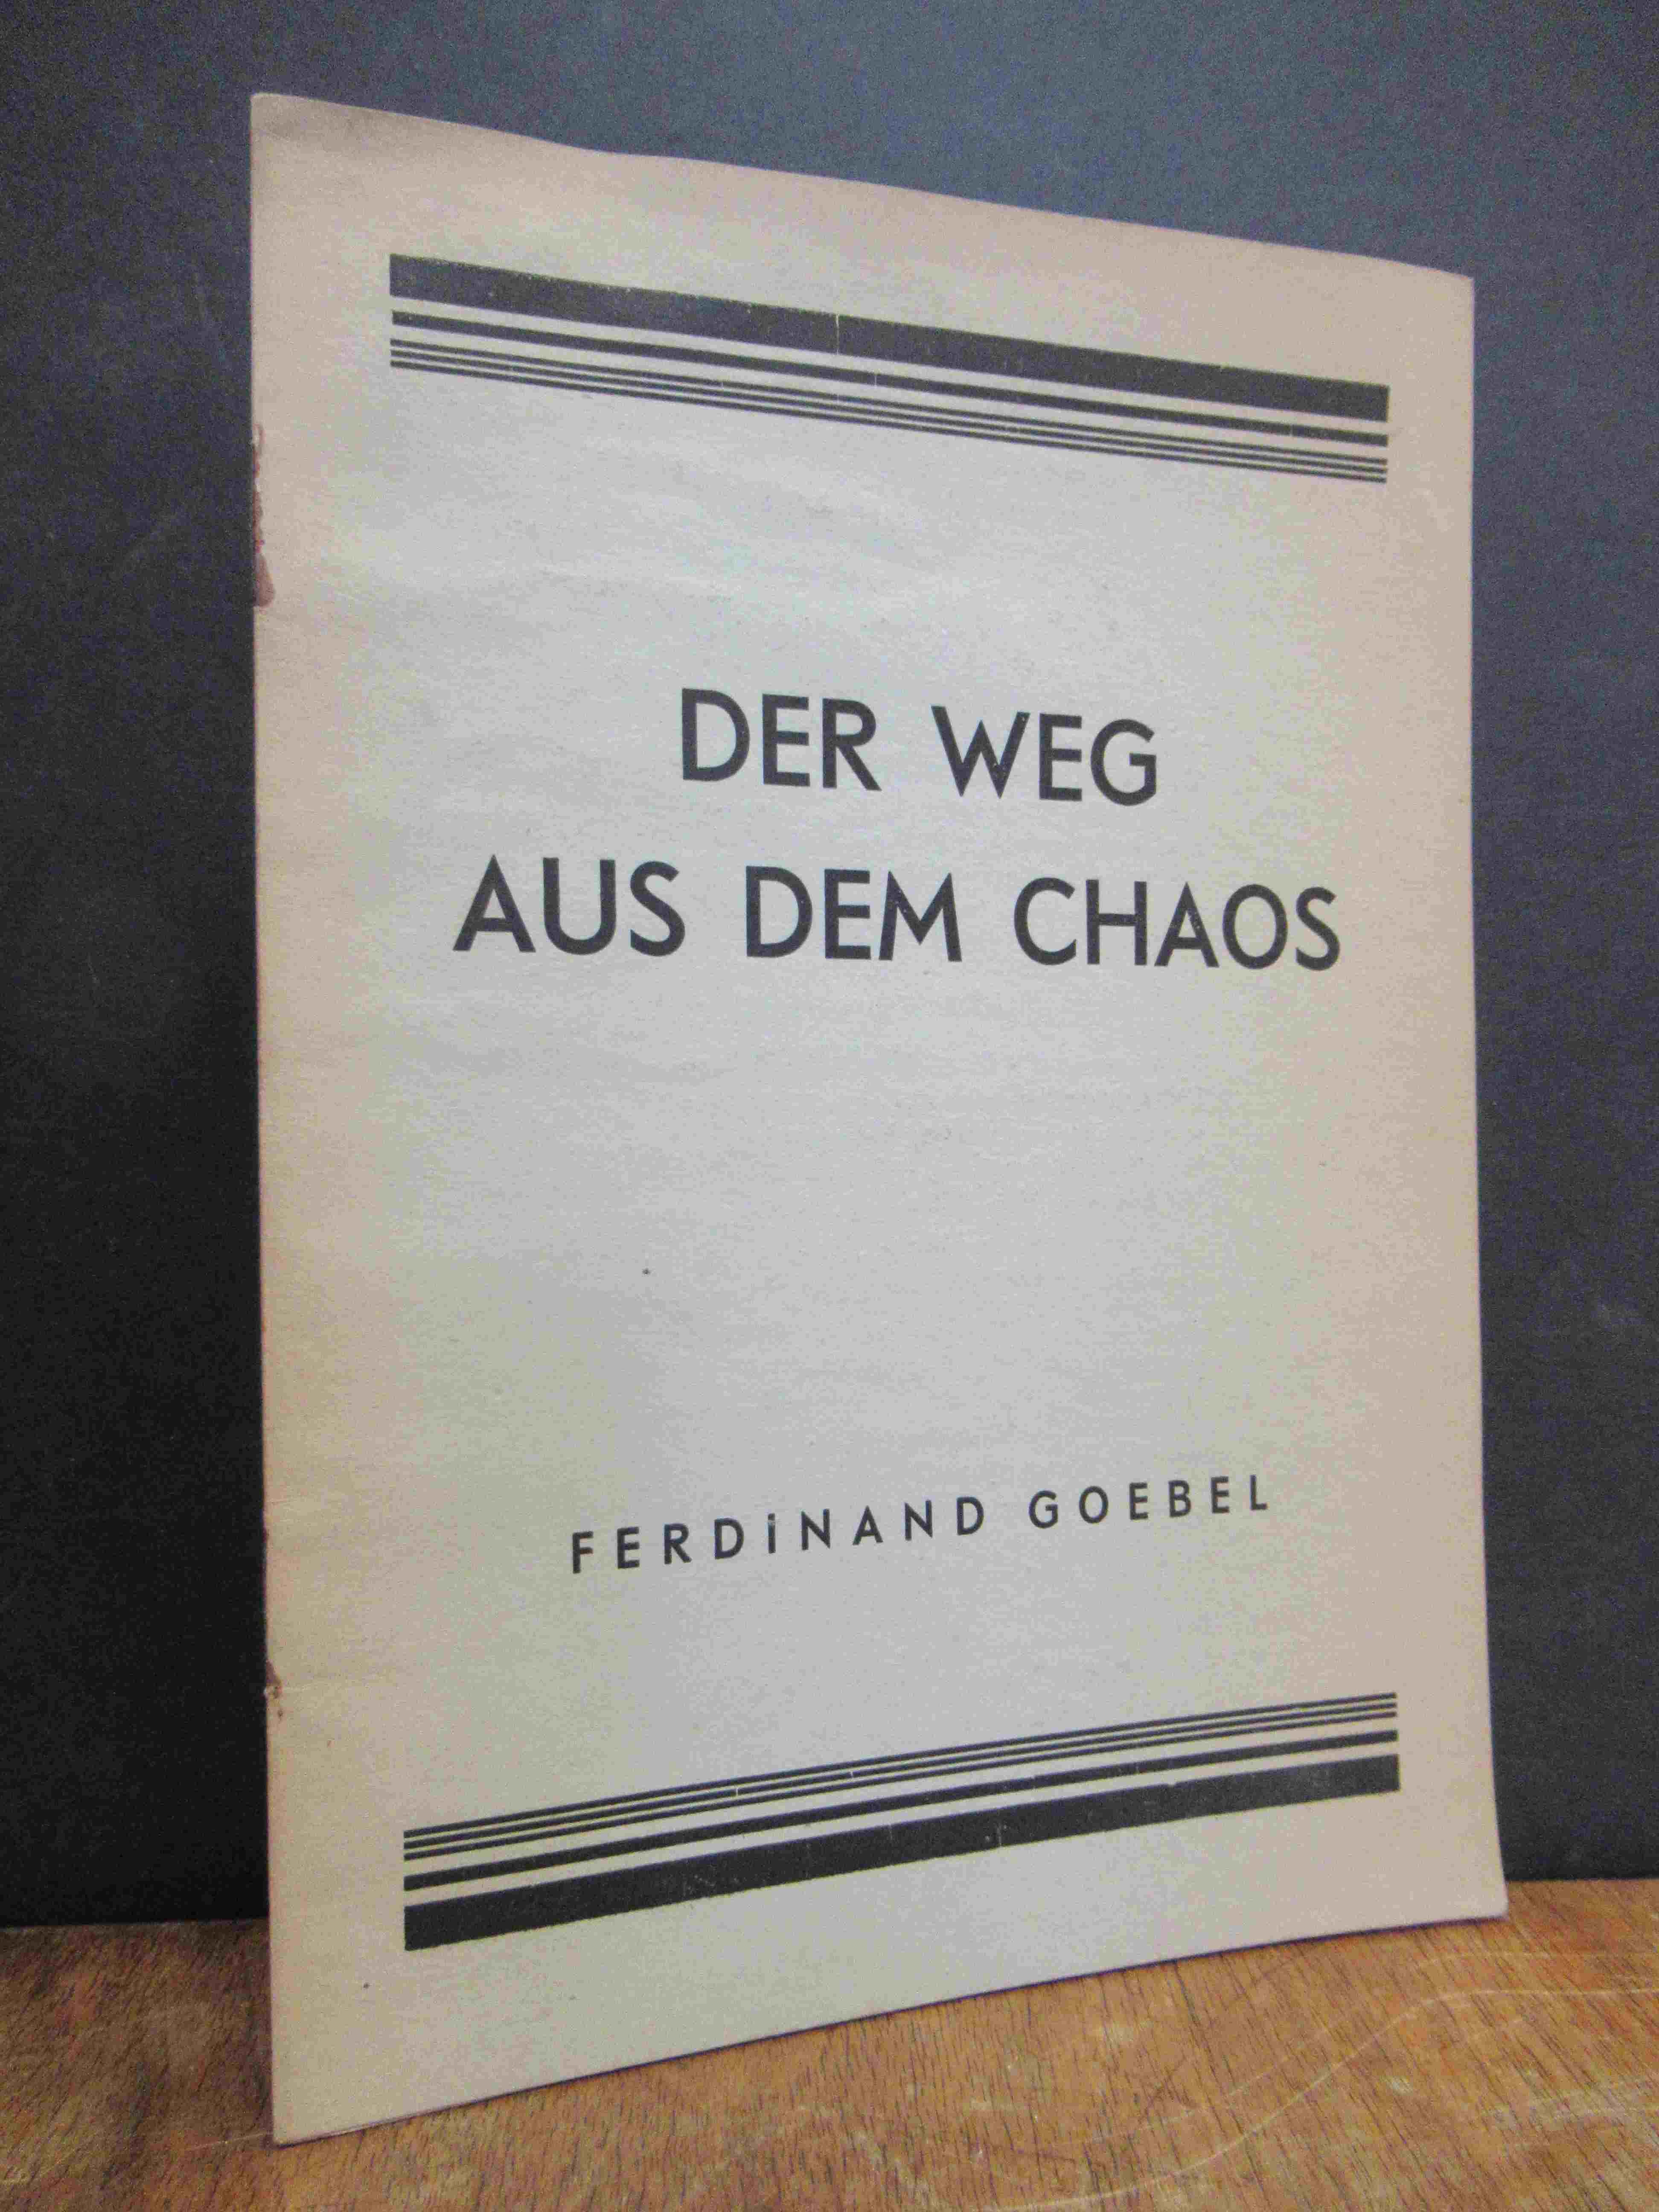 DER WEG
AUS DEM CHAOS
FERDiNAND GOEBEL